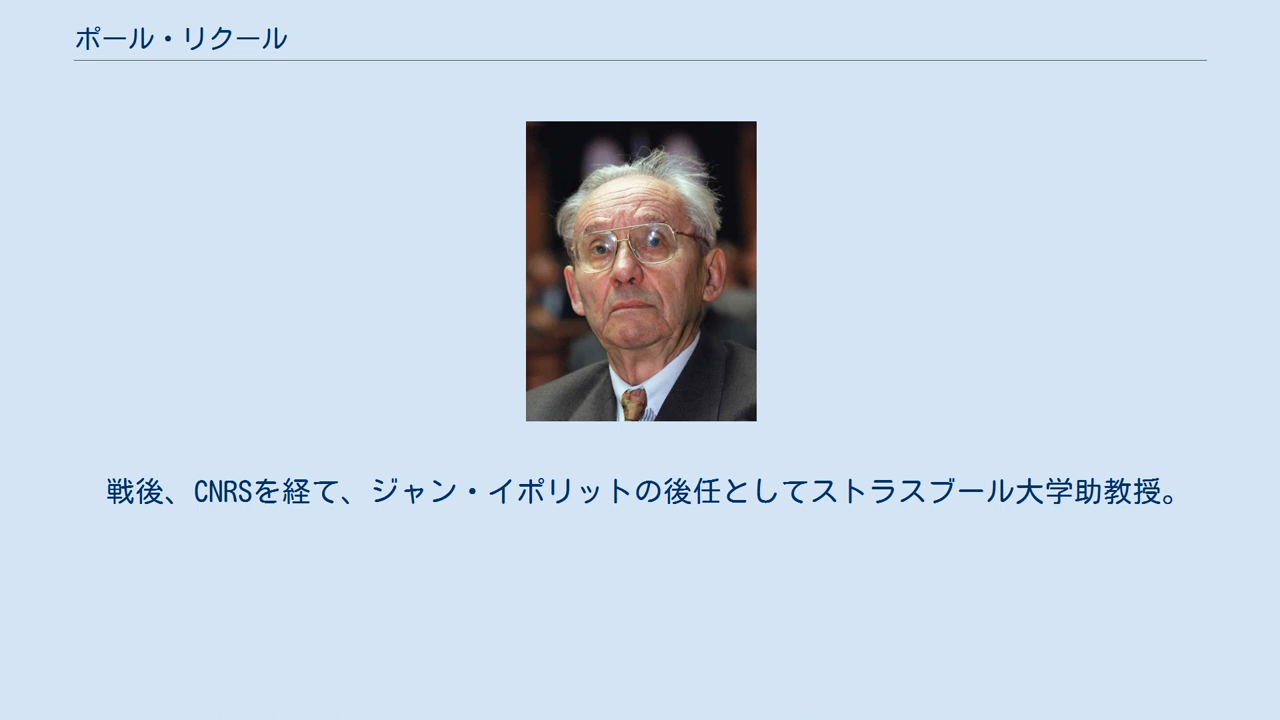 ポール・リクール
戦後、CNRSを経て、ジャン・イポリットの後任としてストラスブール大学助教授。